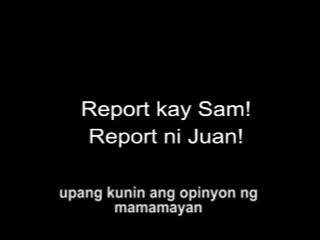 Report kay Sam!
Report ni Juan!
upang kunin ang opinyon ng
mamamayan